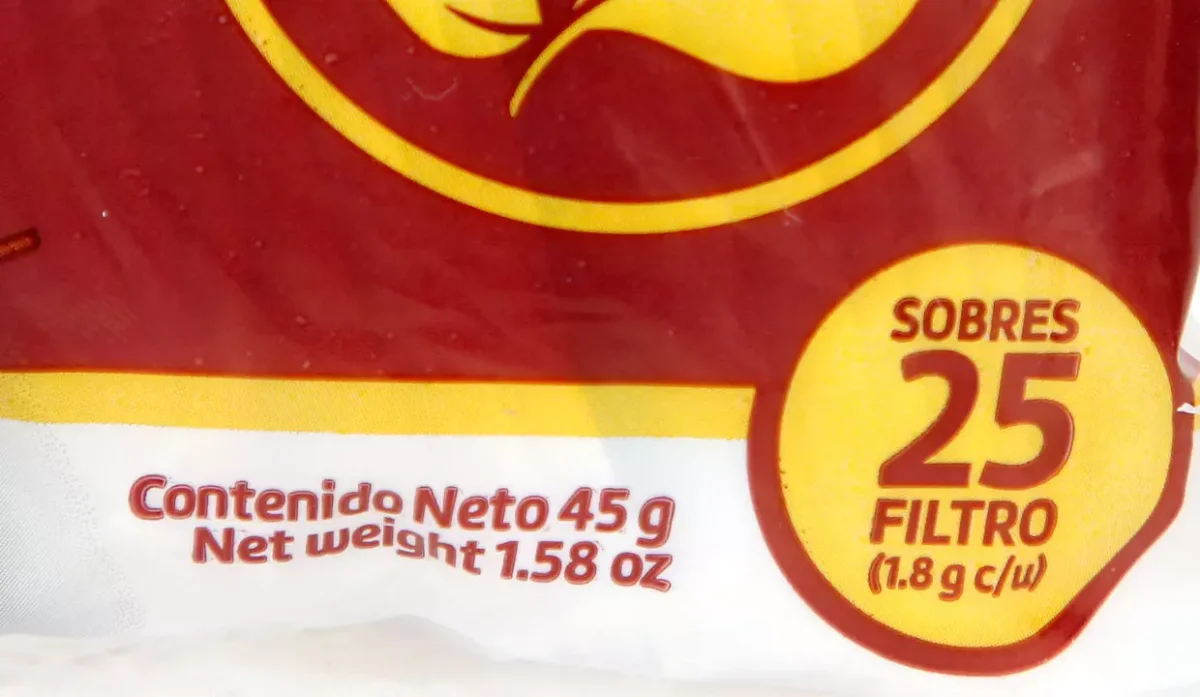 SOBRES
25
FILTRO
(1.8 g c/u)
Contenido Neto 45 g
Net weight 1.58 oz